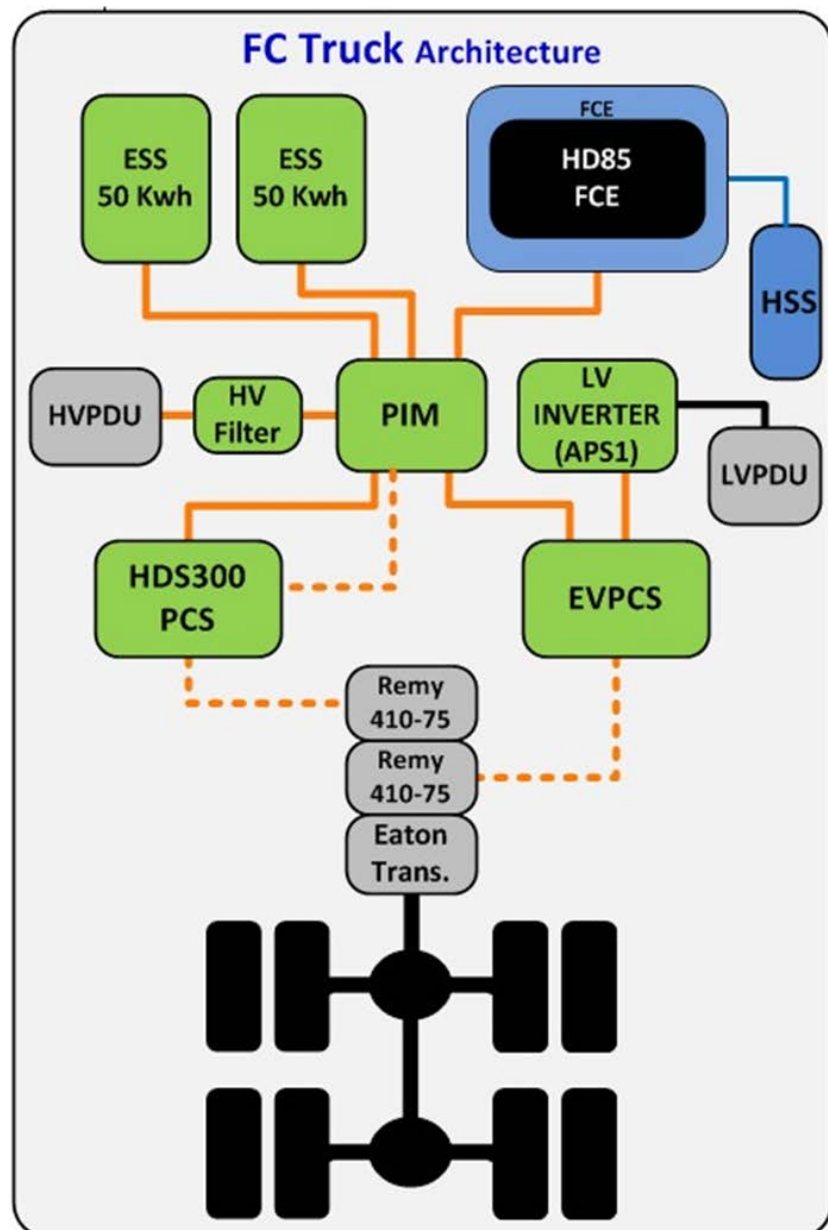 FC Truck Architecture
ESS
50 Kwh
ESS
50 Kwh
FCE
HD85
FCE
HSS
HVPDU
HV
Filter
PIM
LV
INVERTER
(APS1)
LVPDU
HDS300
PCS
EVPCS
Remy
410-75
Remy
410-75
Eaton
Trans.